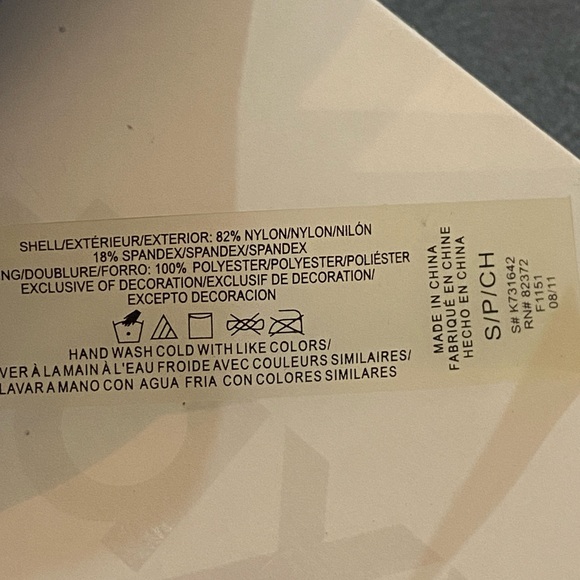 SHELL/EXTÉRIEUR/EXTERIOR: 82% NYLON/NYLON/NILÓN
18% SPANDEX/SPANDEX/SPANDEX
NG/DOUBLURE/FORRO: 100% POLYESTER/POLYESTER/POLIÉSTER
EXCLUSIVE OF DECORATION/EXCLUSIF DE DECORATION/
EXCEPTO DECORACION
HAND WASH COLD WITH LIKE COLORS/
VER À LA MAIN À L'EAU FROIDE AVEC COULEURS SIMILAIRES/
LAVAR A MANO CON AGUA FRIA CON COLORES SIMILARES
MADE IN CHINA
FABRIQUÉ EN CHINE
HECHO EN CHINA
S/P/CH
S# K731642
RN# 82372
F1151
08/11